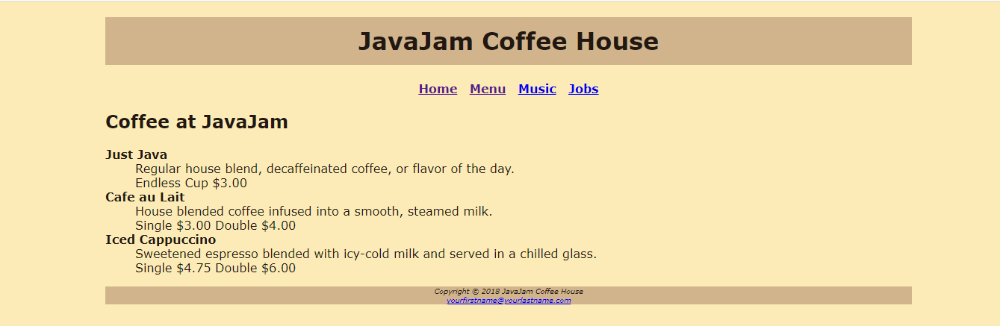 JavaJam Coffee House
Home Menu Music Jobs
Coffee at JavaJam
Just Java
Regular house blend, decaffeinated coffee, or flavor of the day.
Endless Cup $3.00
Cafe au Lait
House blended coffee infused into a smooth, steamed milk.
Single $3.00 Double $4.00
Iced Cappuccino
Sweetened espresso blended with icy-cold milk and served in a chilled glass.
Single $4.75 Double $6.00
Copyright © 2018 JavaJam Coffee House
yourfirstname@yourlastname.com